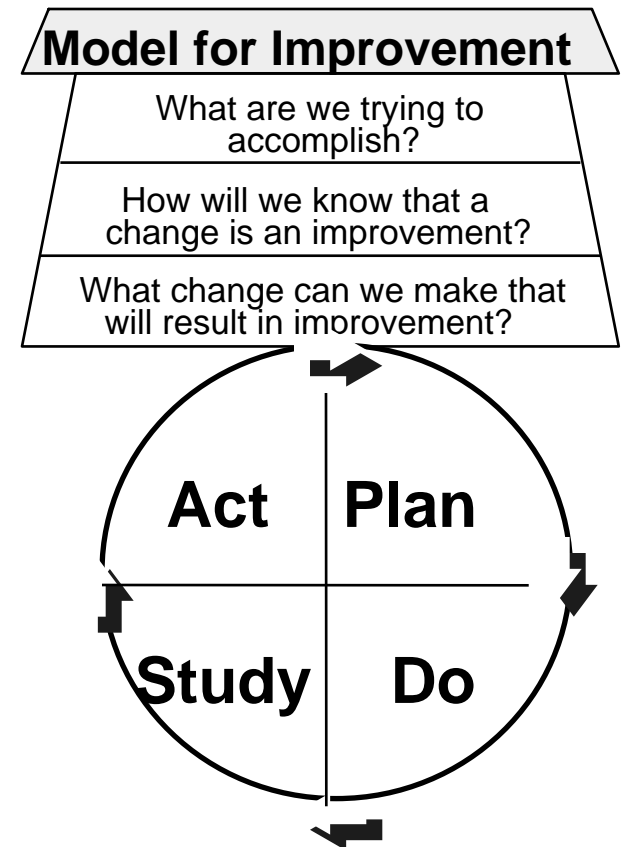 Model for Improvement
What are we trying to
accomplish?
How will we know that a
change is an improvement?
What change can we make that
will result in improvement?
Act
Plan
Study
Do